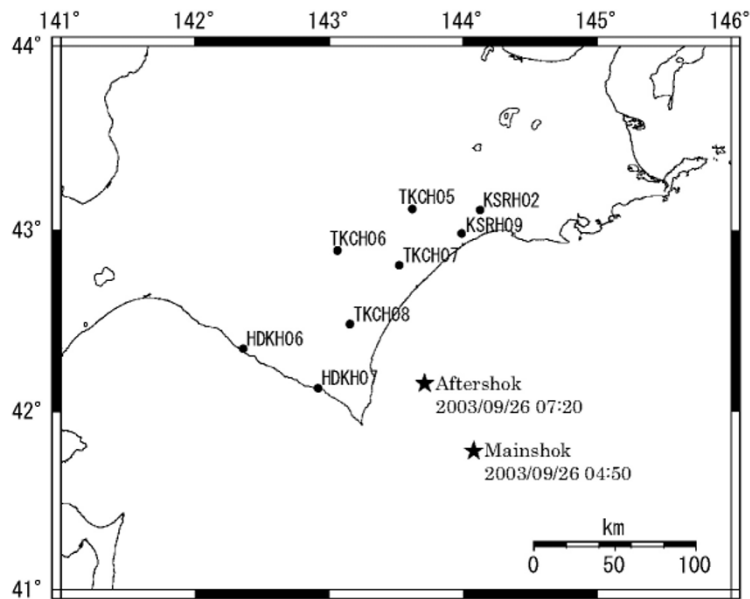 141° 142° 143° 144° 145° 146°
44°
TKCH05 KSRH02
43° KSRH09
TKCH06 TKCH07
TKCH08
HDKH06
HDKH07
Aftershok
42° 2003/09/26 07:20
Mainshok
2003/09/26 04:50
km
0 50 100
41°